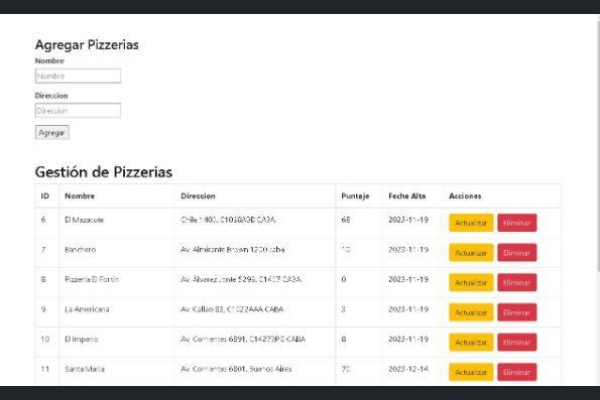 Agregar Pizzerias
Nombre
Nombre
Direccion
Direccion
Agregar
Gestión de Pizzerias
ID Nombre Direccion Puntaje Fecha Alta Acciones
6 El Mazacote Chile 1400, CABA 68 2023-11-19 Actualizar Eliminar
7 Banchero Av. Almirante Brown 1200 caba 10 2023-11-19 Actualizar Eliminar
8 Pizzería El Fortín Av. Álvarez Jonte 5299, C1407 CABA 0 2023-11-19 Actualizar Eliminar
9 La Americana Av. Callao 83, C1022AAA CABA 3 2023-11-19 Actualizar Eliminar
10 El Imperio Av. Corrientes 6891, CABA 8 2023-11-19 Actualizar Eliminar
11 Santa Maria Av. Corrientes 6801, Buenos Aires 70 2023-12-14 Actualizar Eliminar